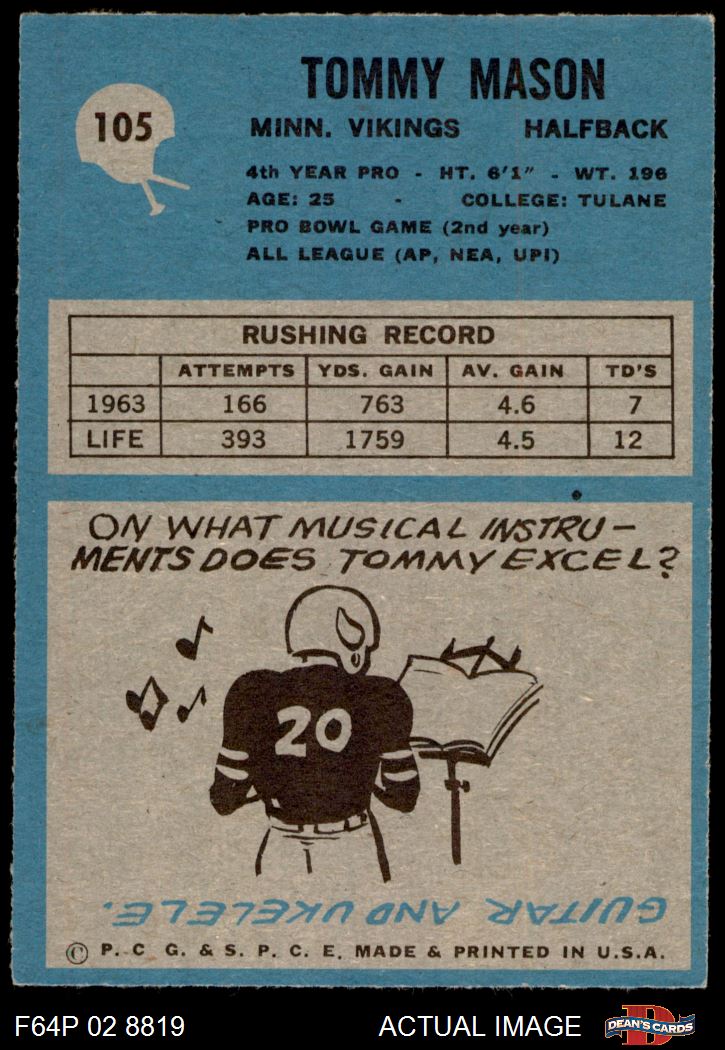 TOMMY MASON
105
MINN. VIKINGS HALFBACK
4th YEAR PRO - HT. 6'1" - WT. 196
AGE: 25 - COLLEGE: TULANE
PRO BOWL GAME (2nd year)
ALL LEAGUE (AP, NEA, UPI)
RUSHING RECORD
ATTEMPTS YDS. GAIN AV. GAIN TD'S
1963 166 763 4.6 7
LIFE 393 1759 4.5 12
ON WHAT MUSICAL INSTRU-
MENTS DOES TOMMY EXCEL?
20
GUITAR AND UKELELE.
© P. C G. & S. P. C E. MADE & PRINTED IN U.S.A.
F64P 02 8819 ACTUAL IMAGE
D
DEAN'S CARDS